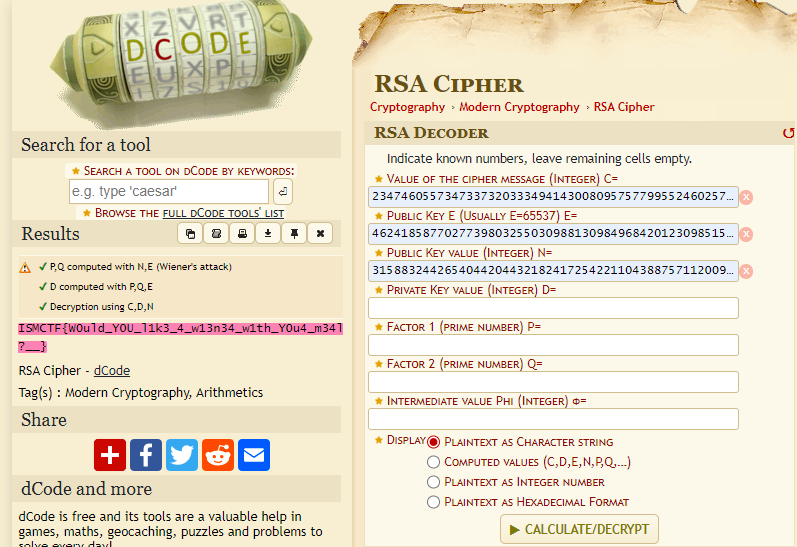 X Z V R T
DCODE
Search for a tool
★ Search a tool on dCode by keywords:
e.g. type 'caesar'
★ Browse the full dCode tools' list
Results
✓ P,Q computed with N,E (Wiener's attack)
✓ D computed with P,Q,E
✓ Decryption using C,D,N
ISMCTF{W0uld_Y0U_l1k3_4_w13n34_w1th_Y0u4_m34l
?__}
RSA Cipher - dCode
Tag(s) : Modern Cryptography, Arithmetics
Share
dCode and more
dCode is free and its tools are a valuable help in
games, maths, geocaching, puzzles and problems to
solve every day!
RSA Cipher
Cryptography › Modern Cryptography › RSA Cipher
RSA Decoder
Indicate known numbers, leave remaining cells empty.
★ Value of the cipher message (Integer) C=
234746055734733732033349414300809575779955246025​7…
★ Public Key E (Usually E=65537) E=
46241858770277398032550309881309849684201230985​15…
★ Public Key value (Integer) N=
315883244265404420443218241725422110438875711200​9…
★ Private Key value (Integer) D=
★ Factor 1 (prime number) P=
★ Factor 2 (prime number) Q=
★ Intermediate value Phi (Integer) Φ=
★ Display Plaintext as Character string
Computed values (C,D,E,N,P,Q,…)
Plaintext as Integer number
Plaintext as Hexadecimal Format
▶ CALCULATE/DECRYPT